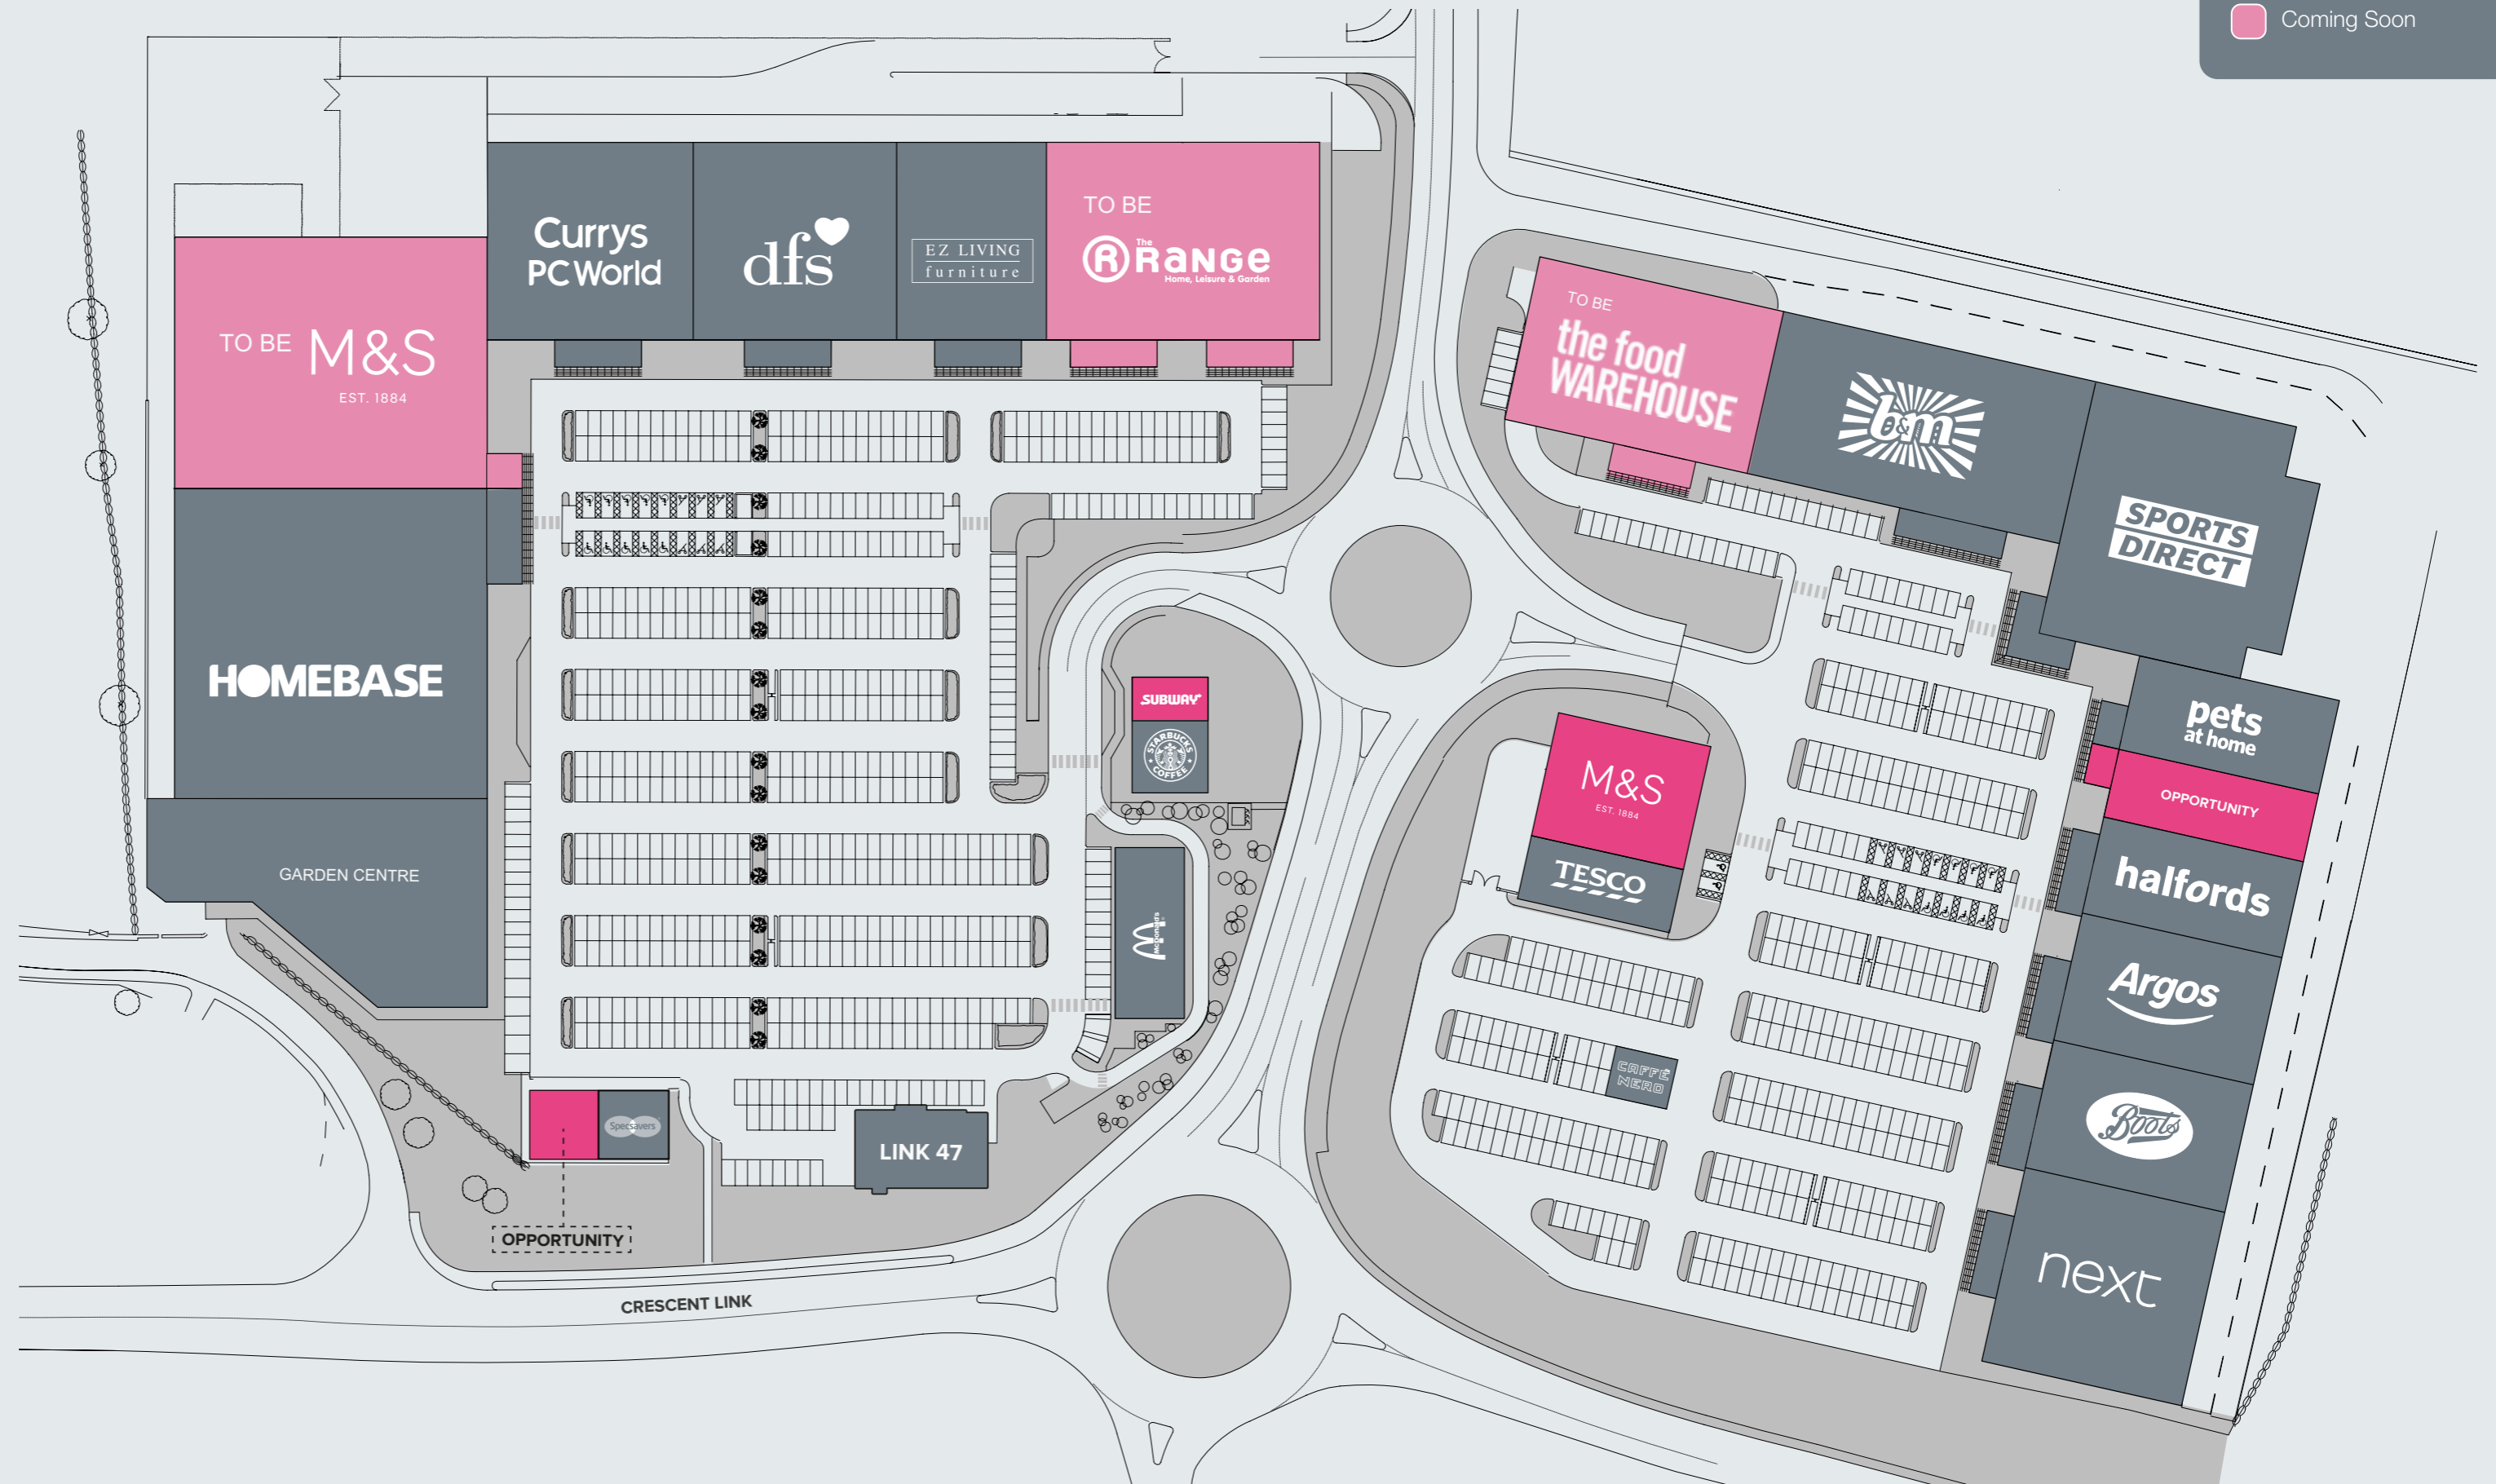 Coming Soon
Currys
PC World
dfs
EZ LIVING
furniture
TO BE
The
RANGE
Home, Leisure & Garden
TO BE M&S
EST. 1884
HOMEBASE
GARDEN CENTRE
TO BE
the food
WAREHOUSE
b&m
SPORTS
DIRECT
pets
at home
OPPORTUNITY
halfords
Argos
Boots
next
SUBWAY
STARBUCKS
COFFEE
McDonald's
M&S
EST. 1884
TESCO
CAFFÈ
NERO
Specsavers
LINK 47
OPPORTUNITY
CRESCENT LINK